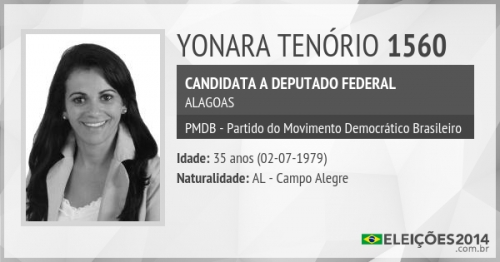 YONARA TENÓRIO 1560
CANDIDATA A DEPUTADO FEDERAL
ALAGOAS
PMDB - Partido do Movimento Democrático Brasileiro
Idade: 35 anos (02-07-1979)
Naturalidade: AL - Campo Alegre
ELEIÇÕES2014
.com.br